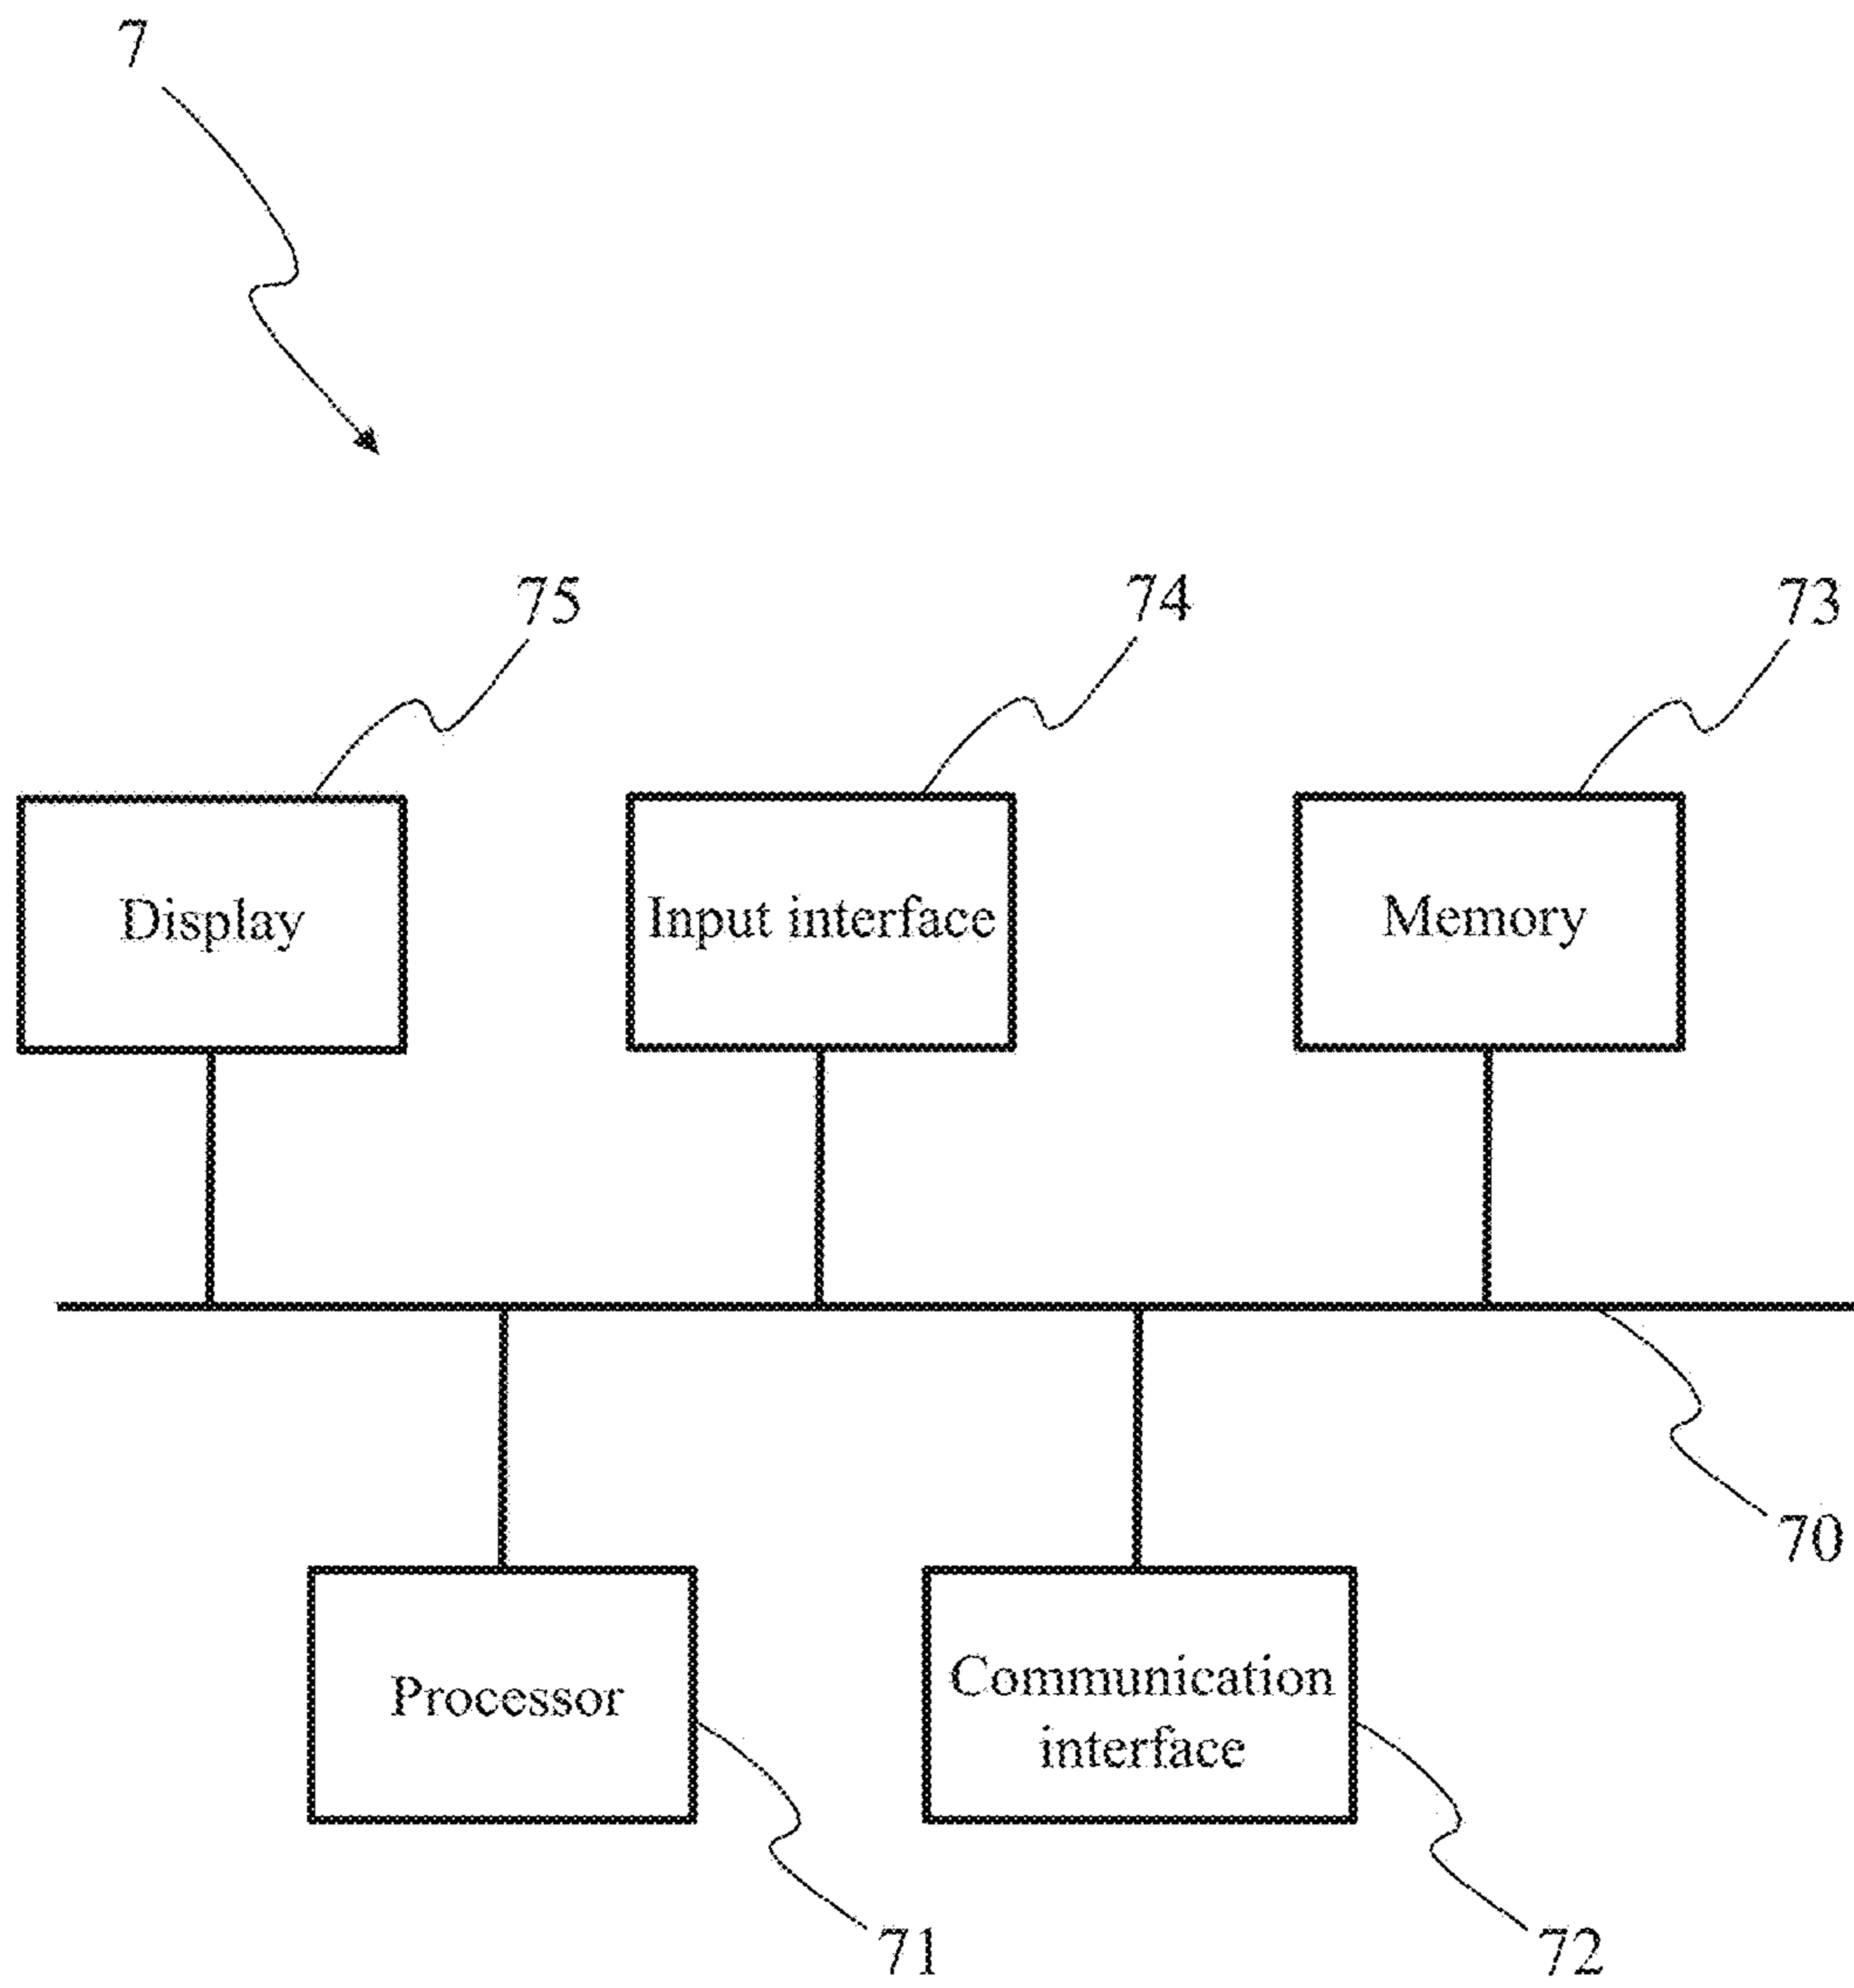 7
75
74
73
Display
Input interface
Memory
70
Processor
Communication
interface
71
72